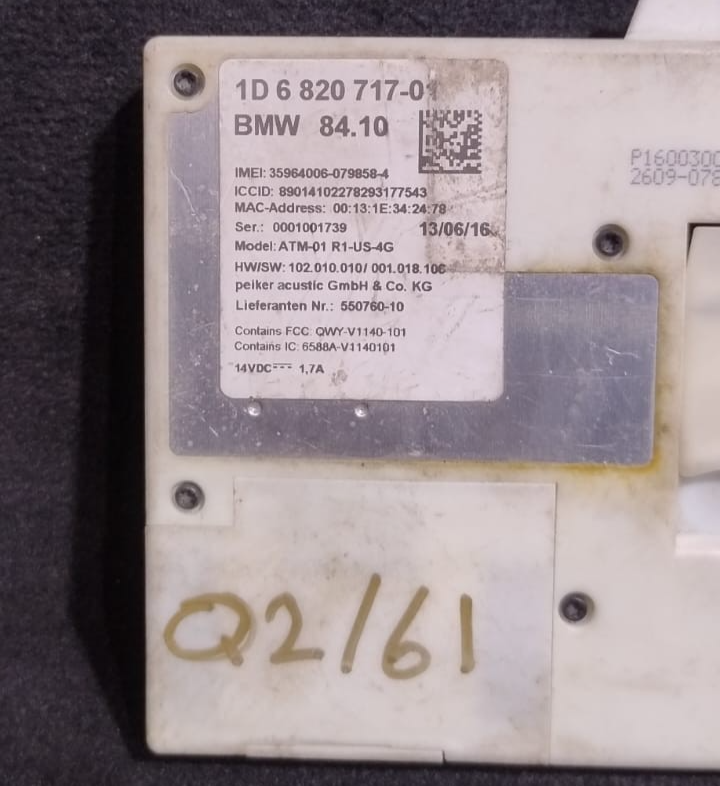 1D 6 820 717-01
BMW 84.10
IMEI: 35964006-079858-4
ICCID: 89014102278293177543
MAC-Address: 00:13:1E:34:24:78
Ser.: 0001001739 13/06/16
Model: ATM-01 R1-US-4G
HW/SW: 102.010.010/ 001.018.106
peiker acustic GmbH & Co. KG
Lieferanten Nr.: 550760-10
Contains FCC: QWY-V1140-101
Contains IC: 6588A-V1140101
14VDC⎓ 1,7A
P1600300
2609-078
Q2/61